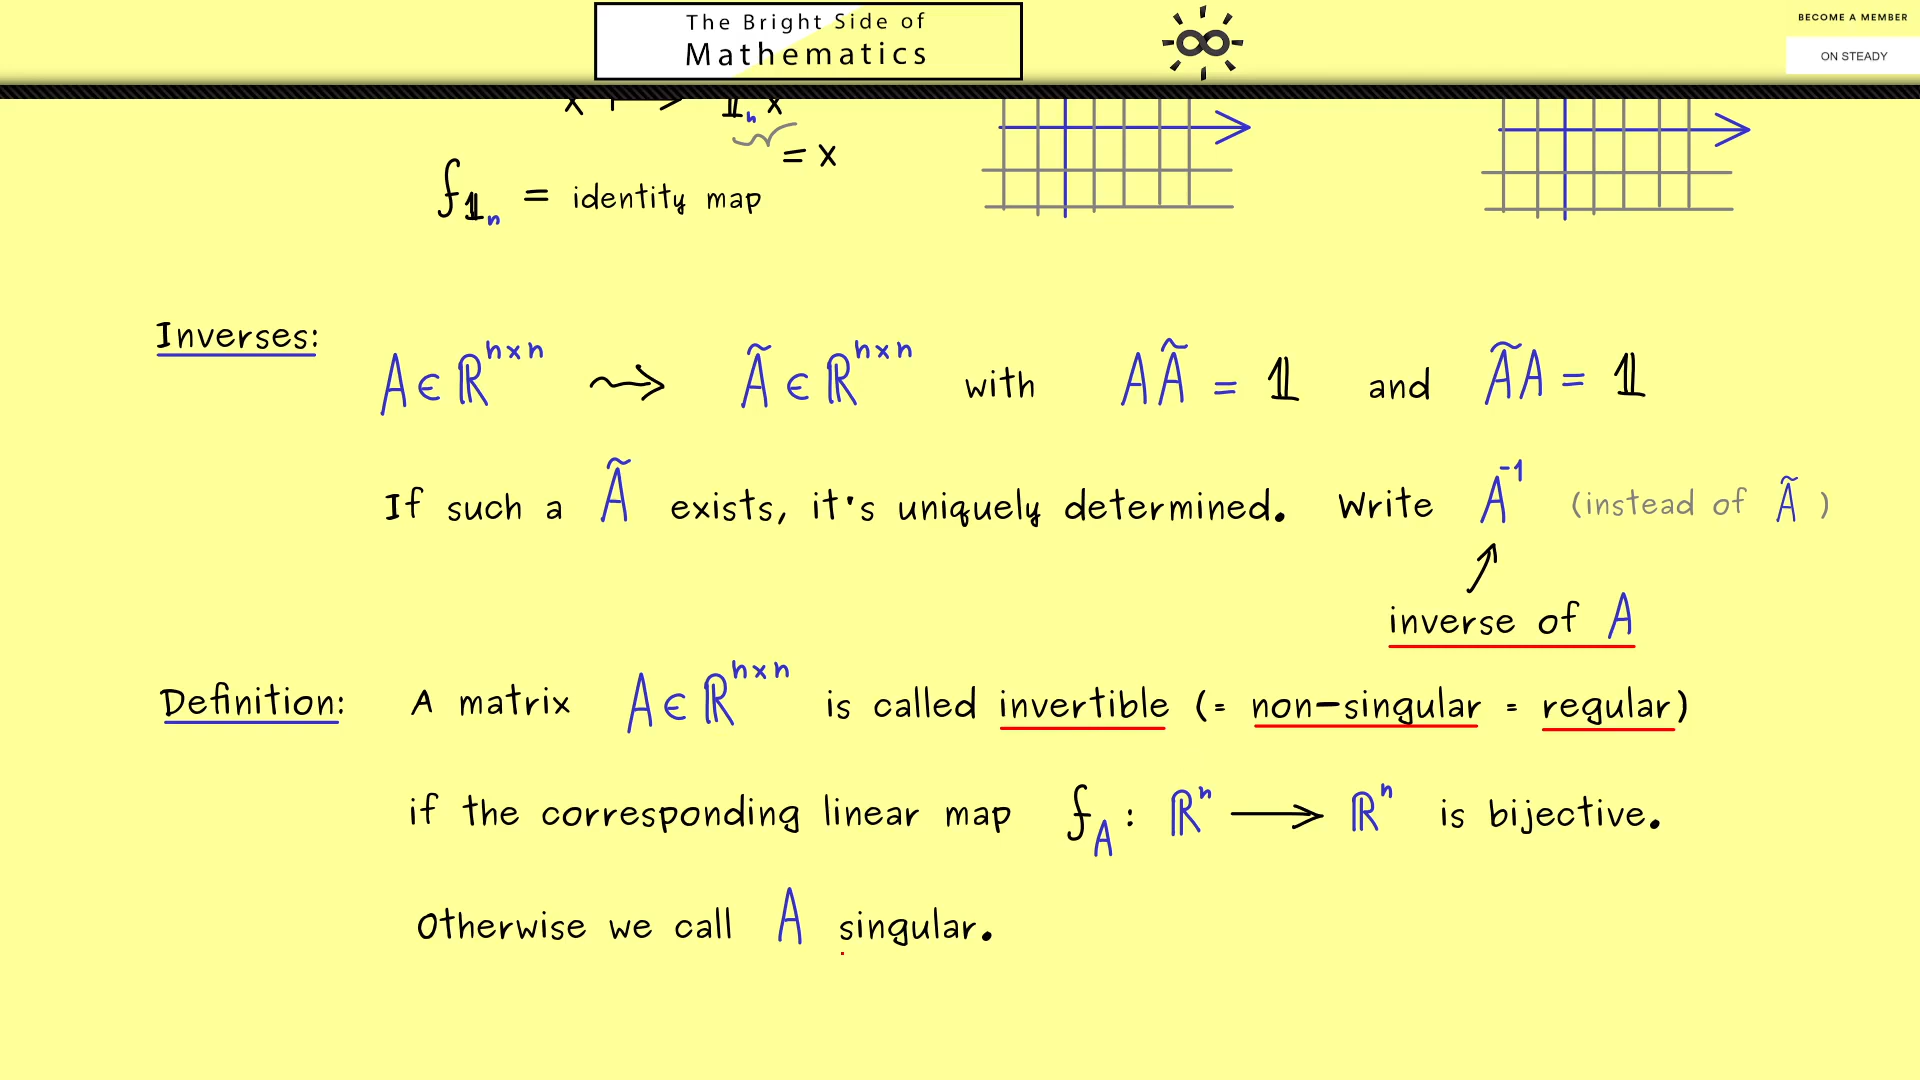 The Bright Side of
Mathematics
BECOME A MEMBER
ON STEADY
x ↦ 𝟙ₙ x
= x
f_𝟙ₙ = identity map
Inverses:
A ∈ ℝⁿˣⁿ ⤳ Ã ∈ ℝⁿˣⁿ with AÃ = 𝟙 and ÃA = 𝟙
If such a Ã exists, it's uniquely determined. Write A⁻¹ (instead of Ã )
inverse of A
Definition: A matrix A ∈ ℝⁿˣⁿ is called invertible (= non-singular = regular)
if the corresponding linear map f_A : ℝⁿ ⟶ ℝⁿ is bijective.
Otherwise we call A singular.